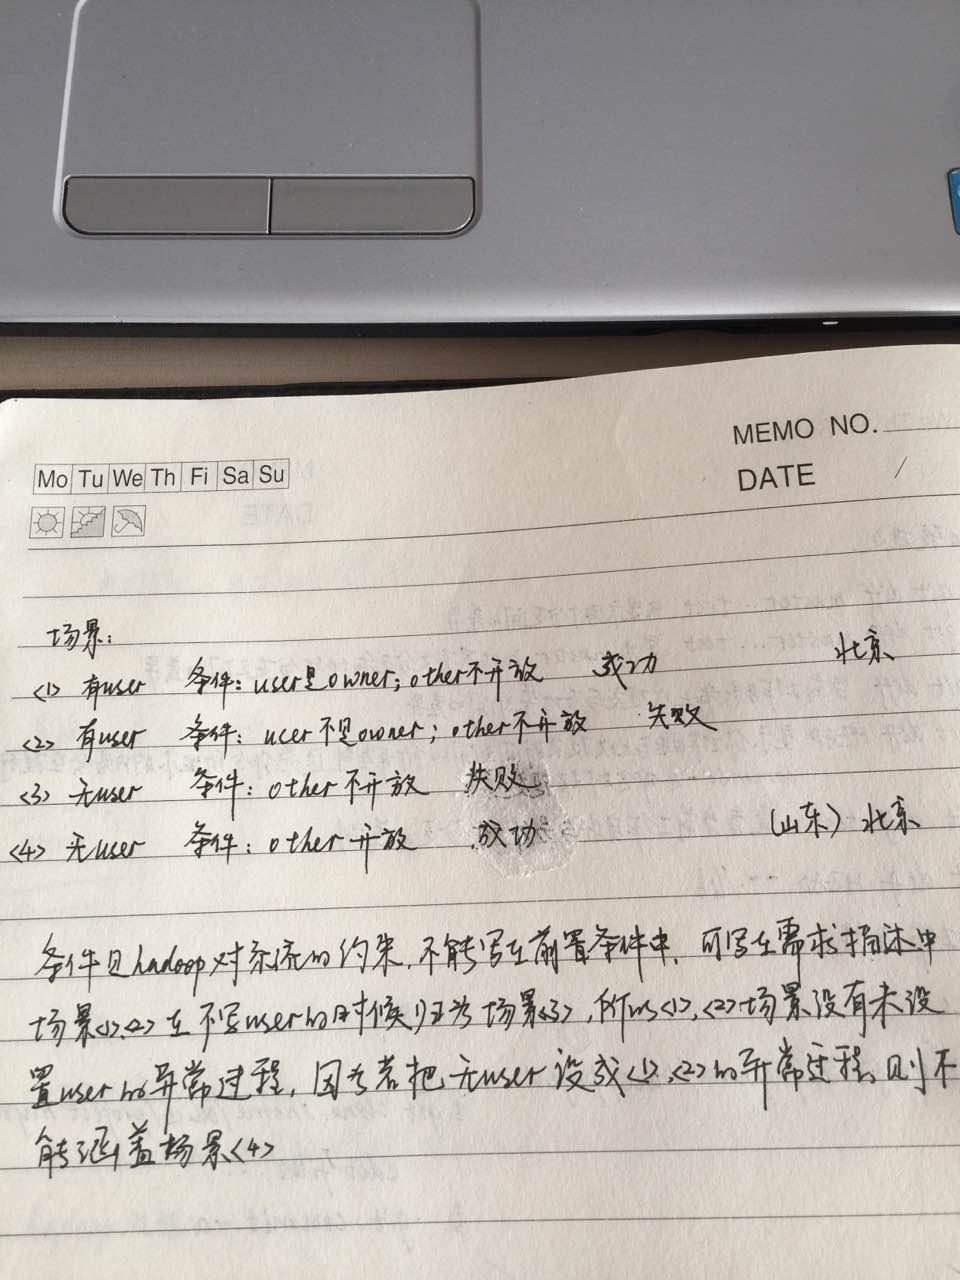 MEMO NO.
Mo Tu We Th Fi Sa Su
DATE /
场景:
<1> 有user 条件: user是owner; other不开放 成功 北京
<2> 有user 条件: user不是owner; other不开放 失败
<3> 无user 条件: other不开放 失败
<4> 无user 条件: other开放 成功 (山东) 北京
条件是hadoop对系统的约束,不能写在前置条件中,可写在需求描述中
场景<1>,<2>在不写user的时候归为场景<3>,所以<1>,<2>场景没有未设
置user的异常过程,因为若把无user设成<1>,<2>的异常过程,则不
能涵盖场景<4>